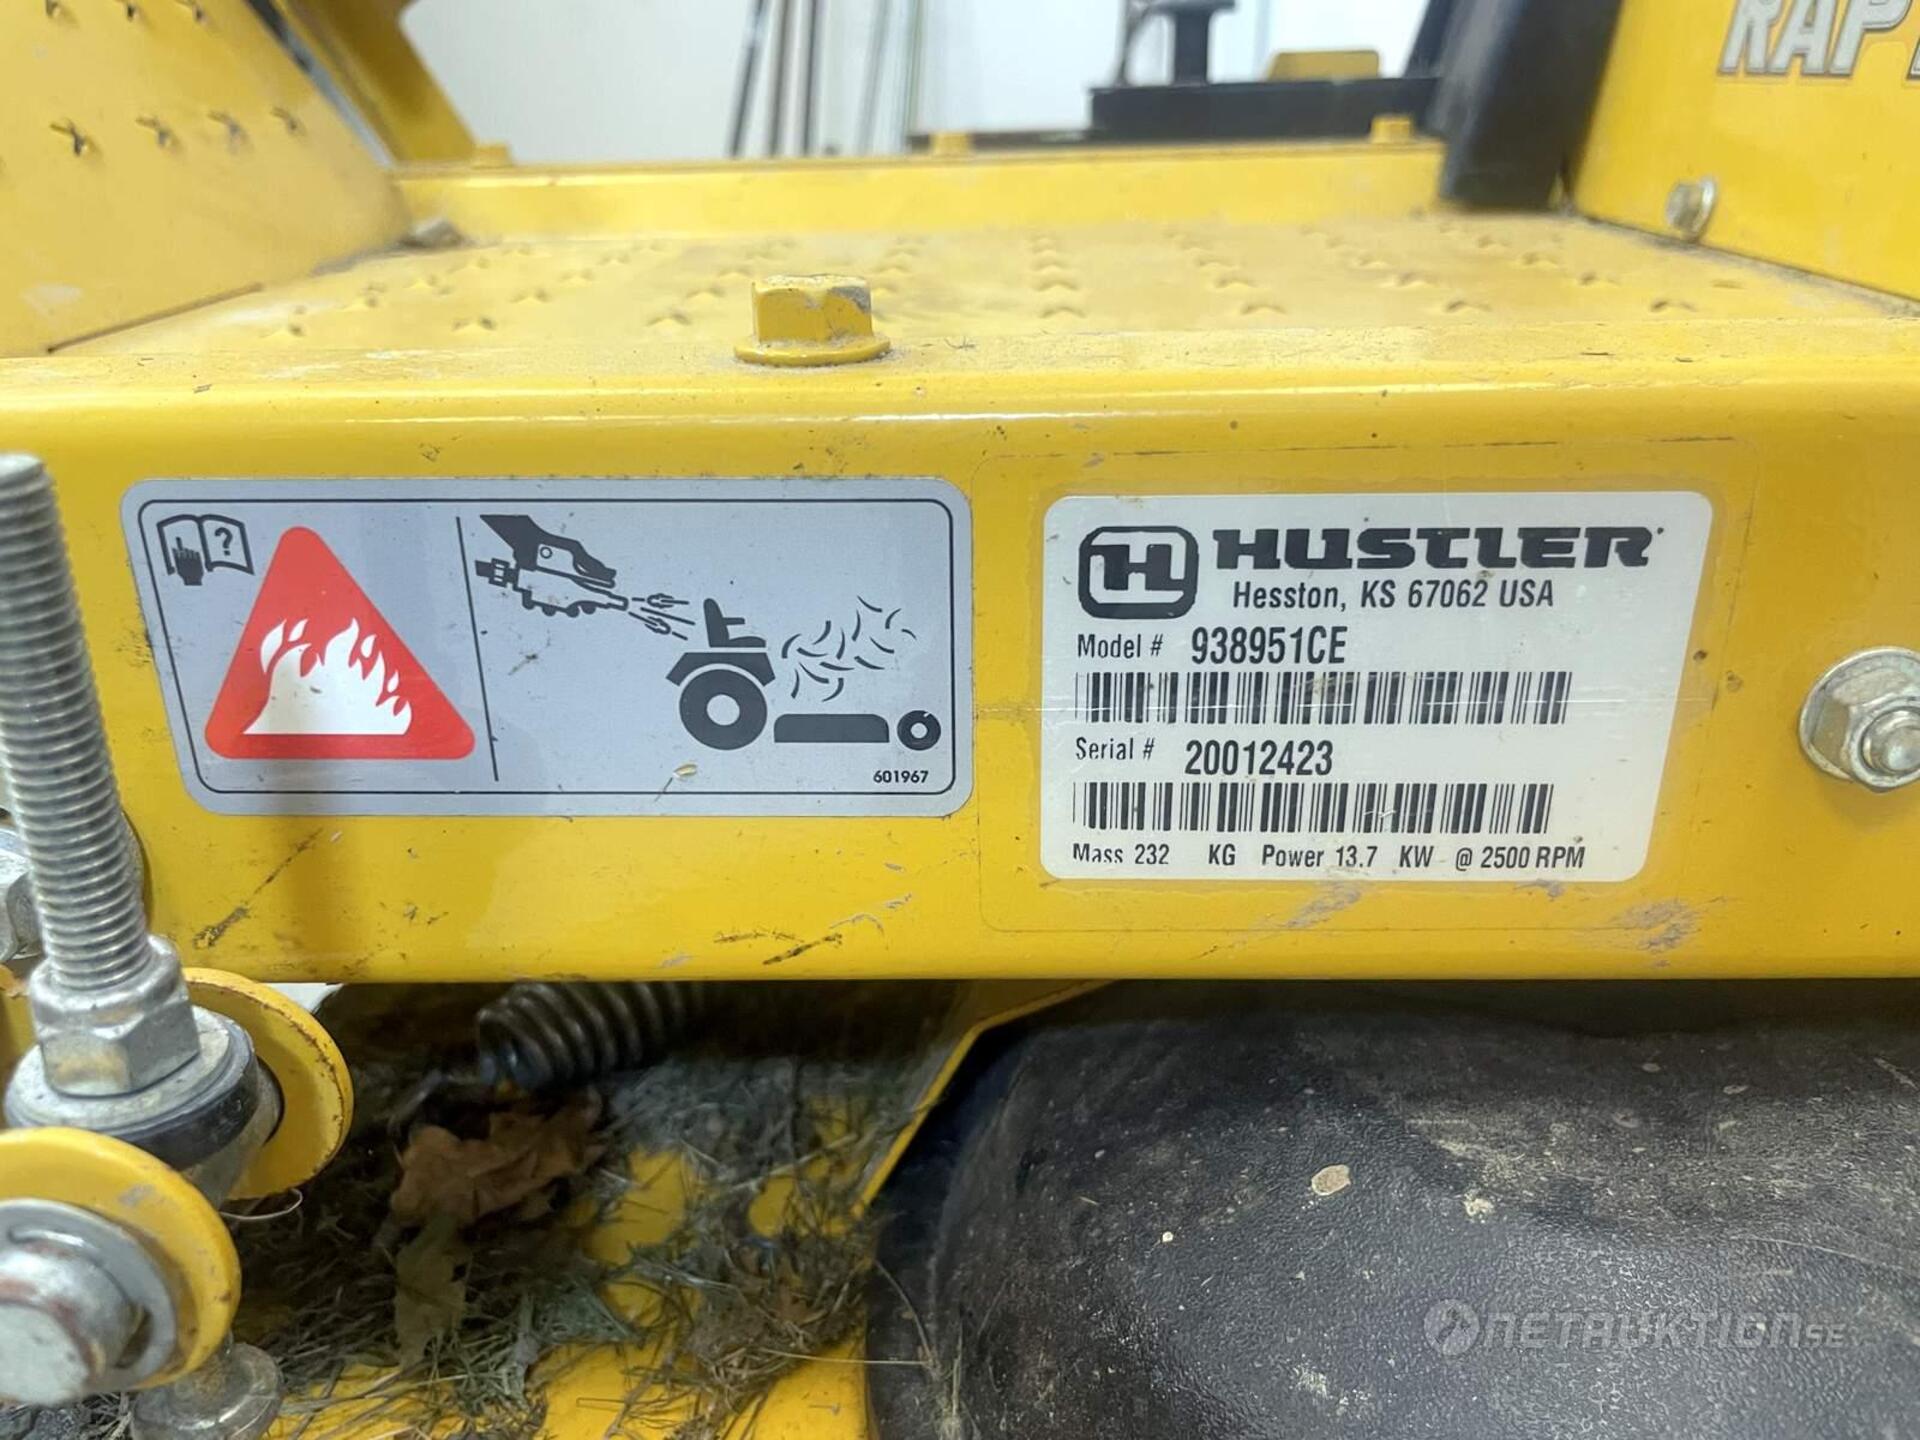 RAP
?
601967
H HUSTLER
Hesston, KS 67062 USA
Model # 938951CE
Serial # 20012423
Mass 232 KG Power 13.7 KW @ 2500 RPM
NETAUKTION.SE